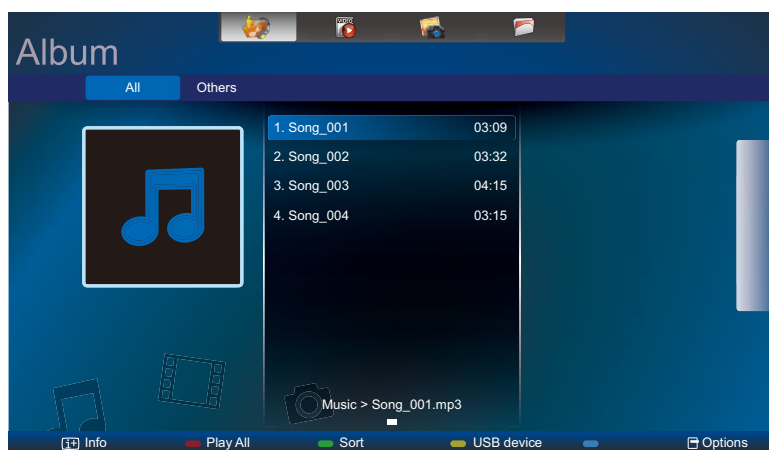 Album
All Others
1. Song_001 03:09
2. Song_002 03:32
3. Song_003 04:15
4. Song_004 03:15
Music > Song_001.mp3
i+ Info Play All Sort USB device Options